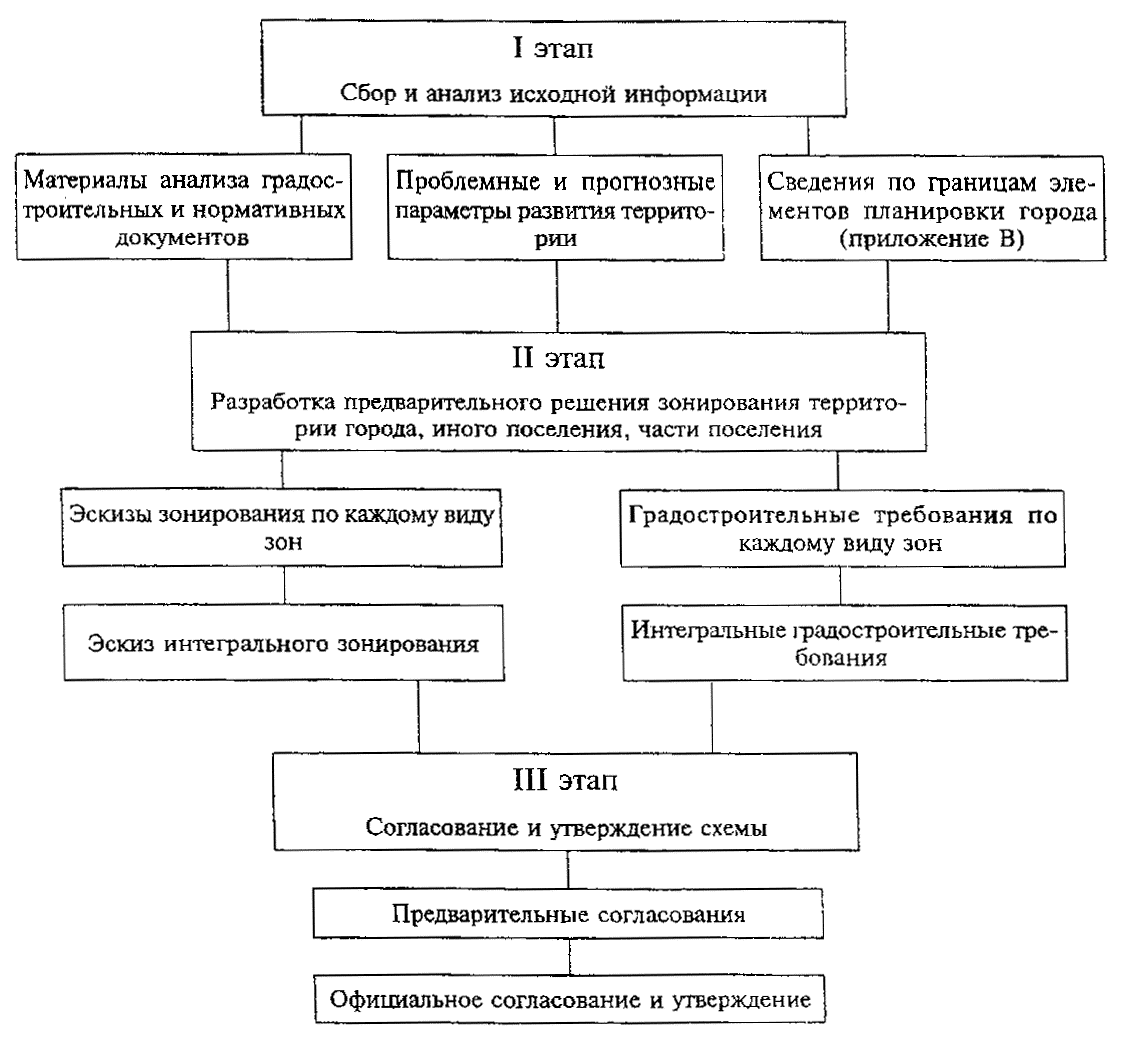 I этап
Сбор и анализ исходной информации
Материалы анализа градос-
троительных и нормативных
документов
Проблемные и прогнозные
параметры развития террито-
рии
Сведения по границам эле-
ментов планировки города
(приложение В)
II этап
Разработка предварительного решения зонирования террито-
рии города, иного поселения, части поселения
Эскизы зонирования по каждому виду
зон
Градостроительные требования по
каждому виду зон
Эскиз интегрального зонирования
Интегральные градостроительные тре-
бования
III этап
Согласование и утверждение схемы
Предварительные согласования
Официальное согласование и утверждение